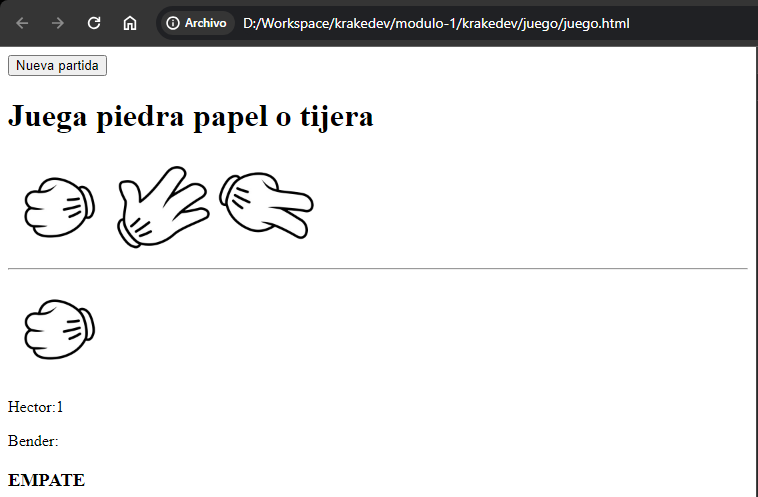 Archivo D:/Workspace/krakedev/modulo-1/krakedev/juego/juego.html
Nueva partida
Juega piedra papel o tijera
Hector:1
Bender:
EMPATE